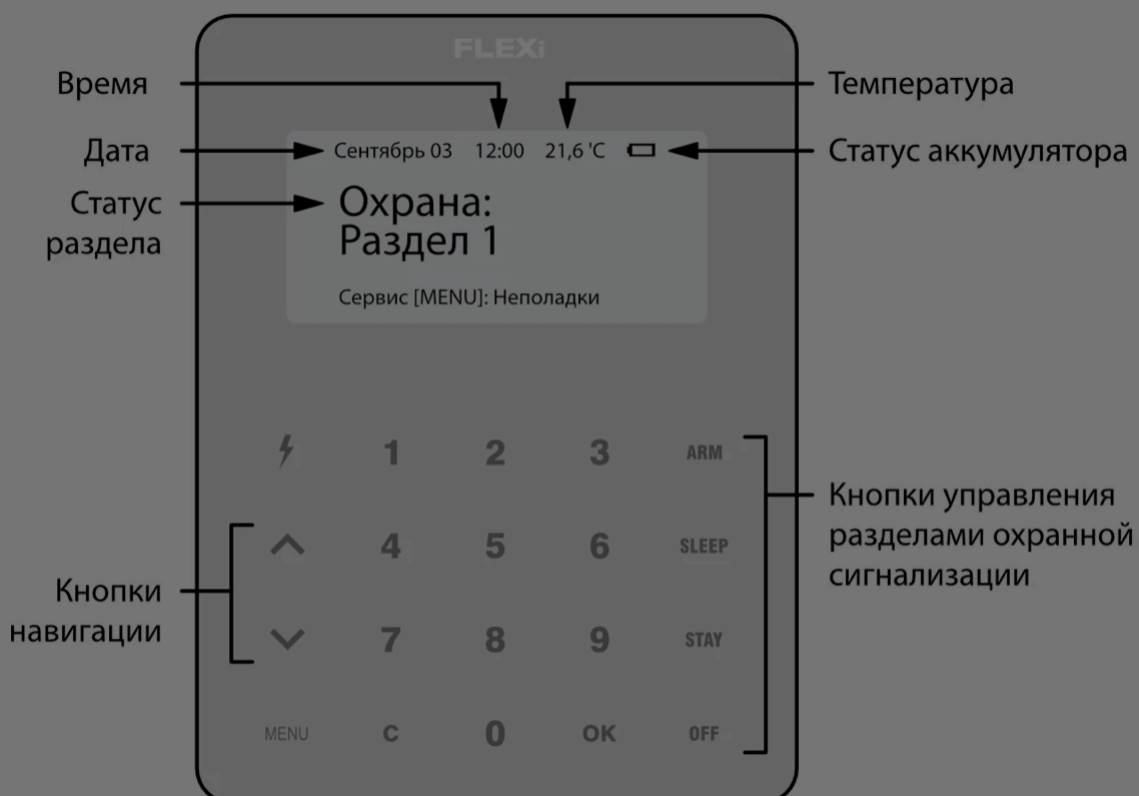 FLEXi
Время
Температура
Дата
Сентябрь 03 12:00 21,6 'C
Статус аккумулятора
Статус
раздела
Охрана:
Раздел 1
Сервис [MENU]: Неполадки
1 2 3 ARM
4 5 6 SLEEP
7 8 9 STAY
MENU C 0 OK OFF
Кнопки
навигации
Кнопки управления
разделами охранной
сигнализации